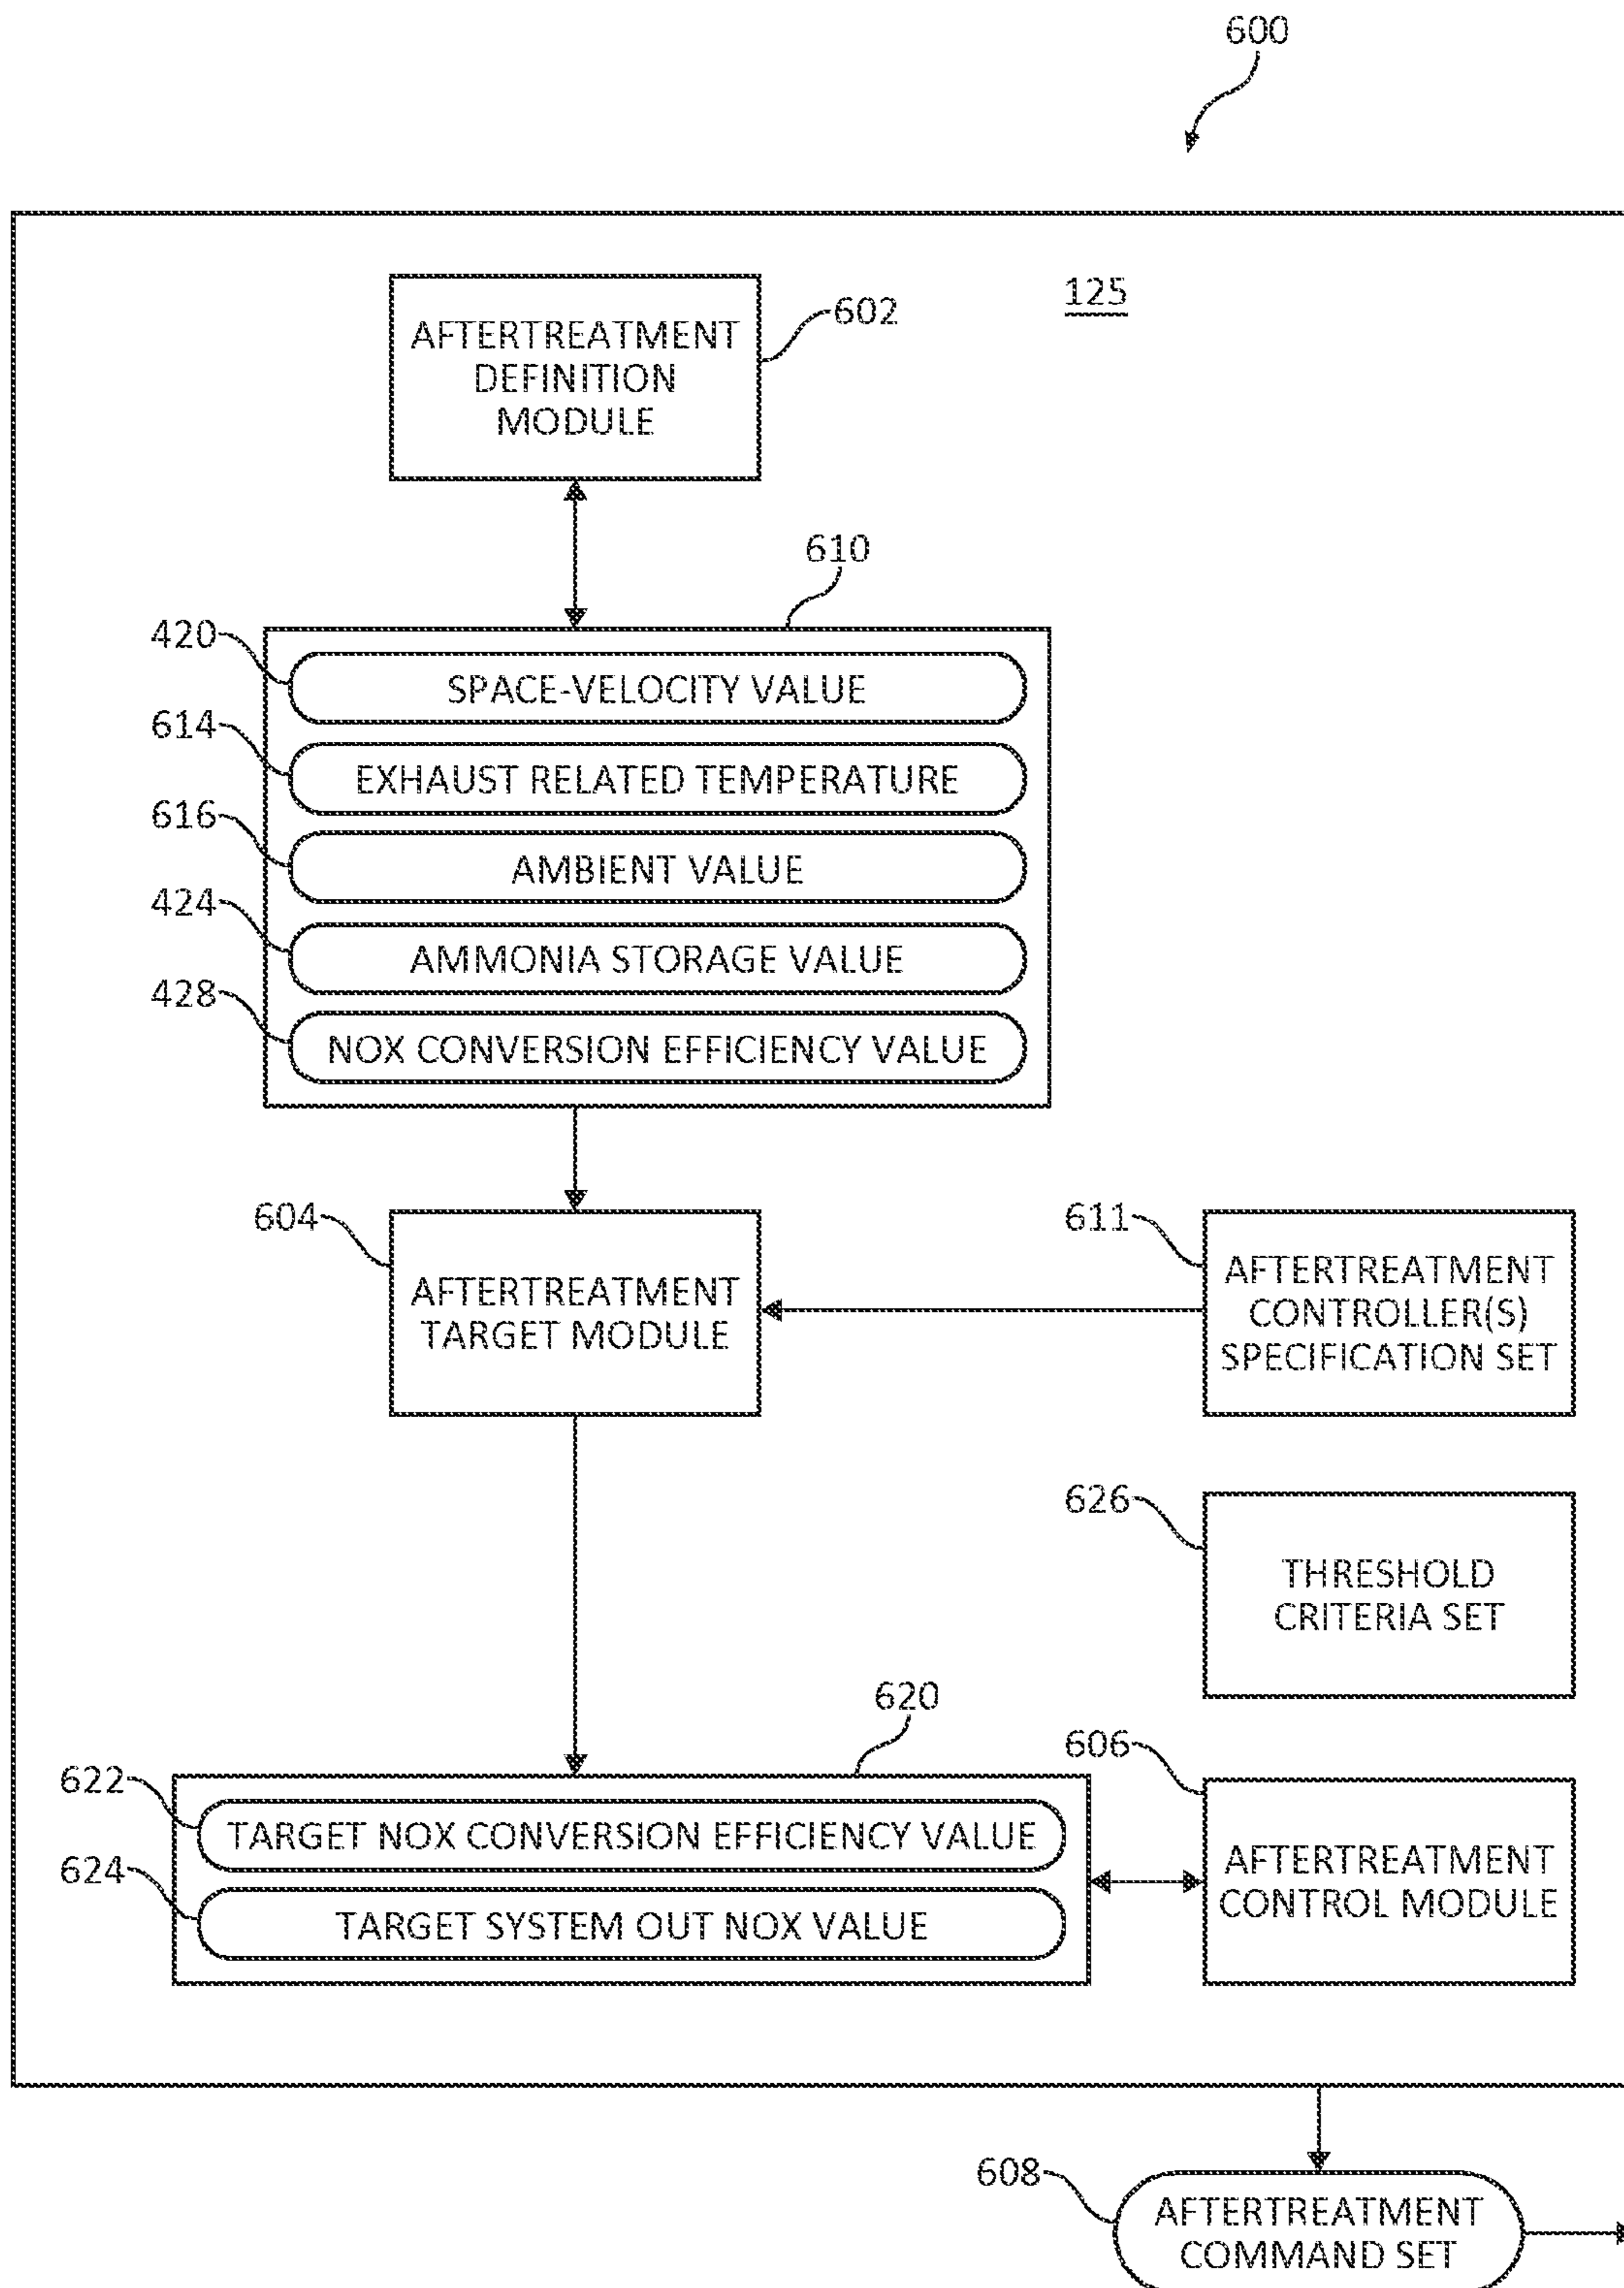 600
125
AFTERTREATMENT
DEFINITION
MODULE
602
610
420
SPACE-VELOCITY VALUE
614
EXHAUST RELATED TEMPERATURE
616
AMBIENT VALUE
424
AMMONIA STORAGE VALUE
428
NOX CONVERSION EFFICIENCY VALUE
604
AFTERTREATMENT
TARGET MODULE
611
AFTERTREATMENT
CONTROLLER(S)
SPECIFICATION SET
626
THRESHOLD
CRITERIA SET
620
622
TARGET NOX CONVERSION EFFICIENCY VALUE
624
TARGET SYSTEM OUT NOX VALUE
606
AFTERTREATMENT
CONTROL MODULE
608
AFTERTREATMENT
COMMAND SET